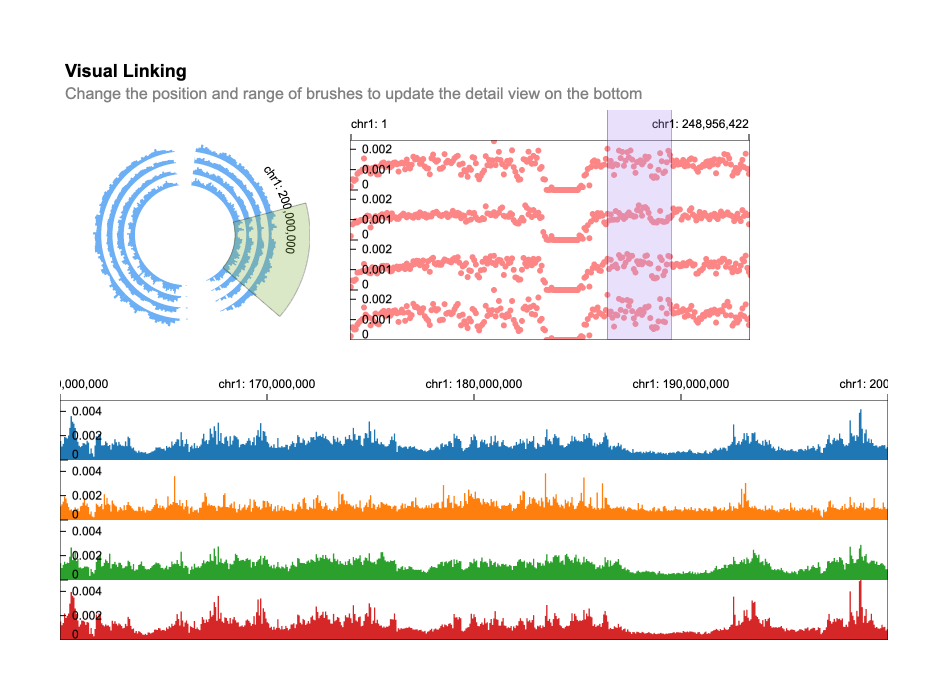 Visual Linking
Change the position and range of brushes to update the detail view on the bottom
chr1: 200,000,000
chr1: 1
chr1: 248,956,422
0.002
0.001
0
0.002
0.001
0.002
0.001
0
0.002
0.001
0
0,000,000
chr1: 170,000,000
chr1: 180,000,000
chr1: 190,000,000
chr1: 200
0.004
0.002
0
0.004
0.002
0
0.004
0.002
0
0.004
0.002
0